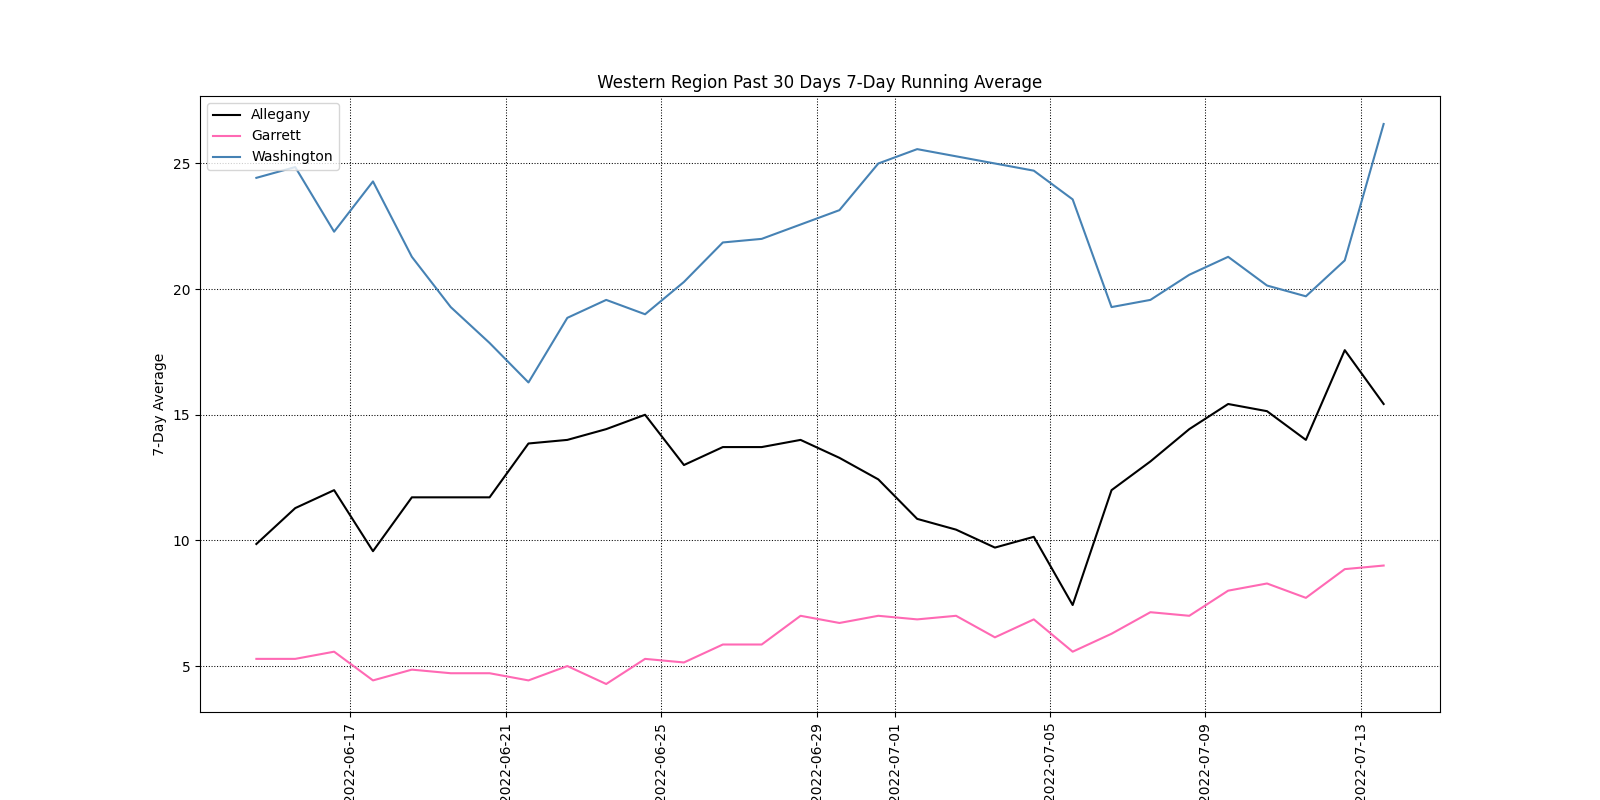 Western Region Past 30 Days 7-Day Running Average
Allegany
Garrett
Washington
7-Day Average
25
20
15
10
5
2022-06-17
2022-06-21
2022-06-25
2022-06-29
2022-07-01
2022-07-05
2022-07-09
2022-07-13